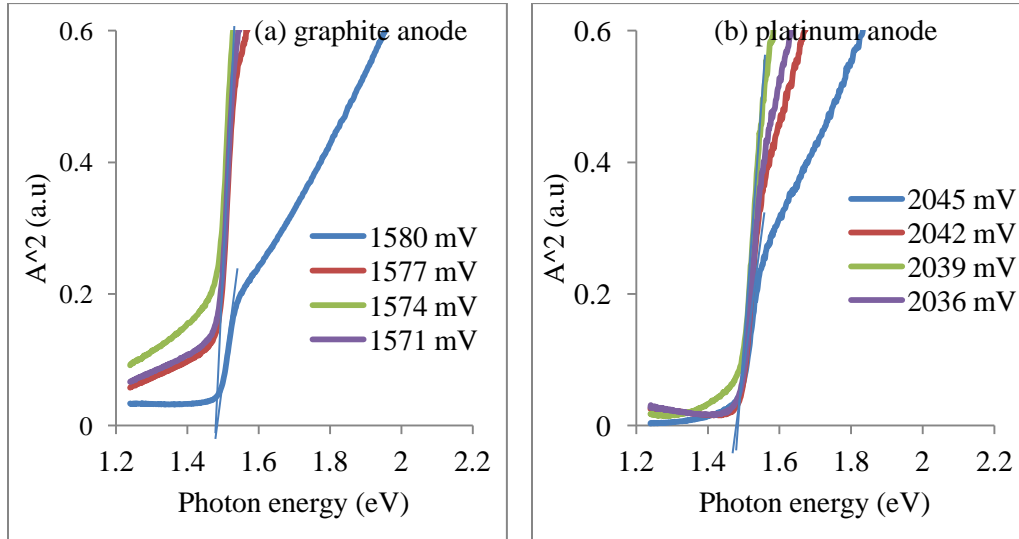 (a) graphite anode
A^2 (a.u)
0.6
0.4
0.2
0
1580 mV
1577 mV
1574 mV
1571 mV
1.2 1.4 1.6 1.8 2 2.2
Photon energy (eV)
(b) platinum anode
A^2 (a.u)
0.6
0.4
0.2
0
2045 mV
2042 mV
2039 mV
2036 mV
1.2 1.4 1.6 1.8 2 2.2
Photon energy (eV)